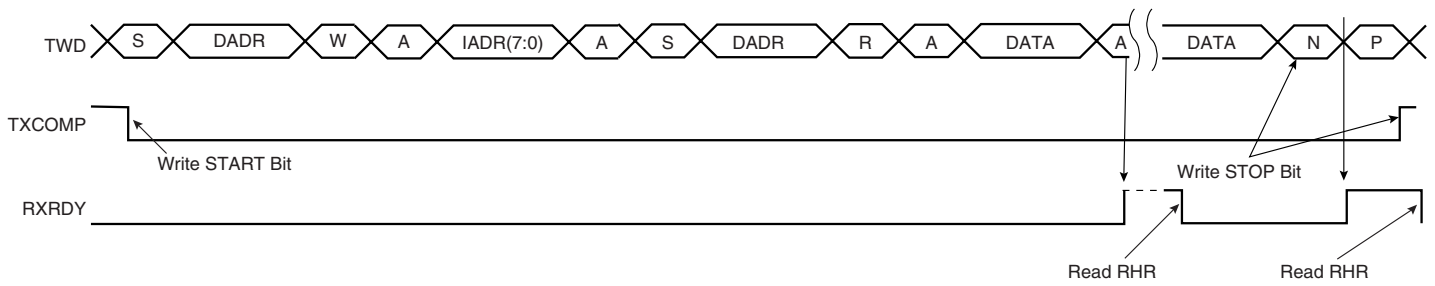 TWD S DADR W A IADR(7:0) A S DADR R A DATA A DATA N P
TXCOMP
Write START Bit
Write STOP Bit
RXRDY
Read RHR Read RHR